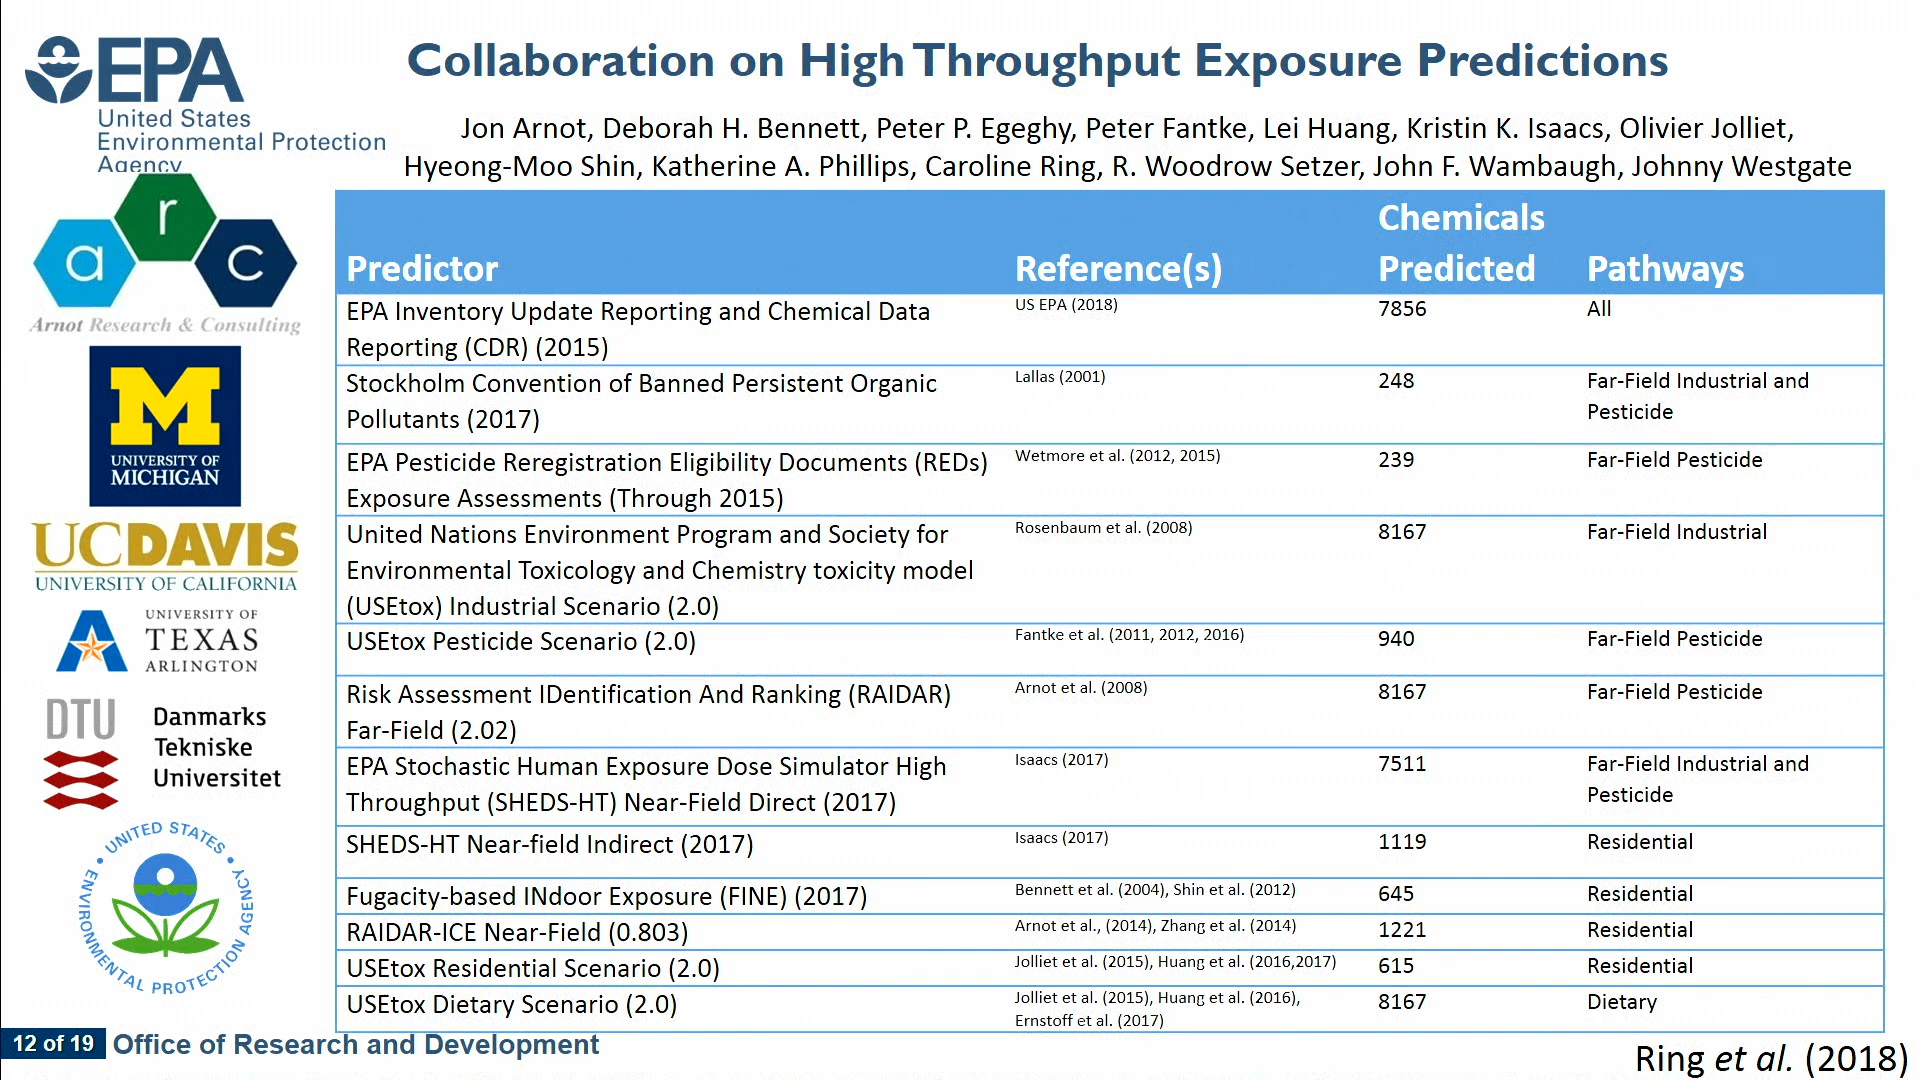 EPA
United States
Environmental Protection
Agency
Collaboration on High Throughput Exposure Predictions
Jon Arnot, Deborah H. Bennett, Peter P. Egeghy, Peter Fantke, Lei Huang, Kristin K. Isaacs, Olivier Jolliet,
Hyeong-Moo Shin, Katherine A. Phillips, Caroline Ring, R. Woodrow Setzer, John F. Wambaugh, Johnny Westgate
a r c
Arnot Research & Consulting
M
UNIVERSITY OF
MICHIGAN
UCDAVIS
UNIVERSITY OF CALIFORNIA
A
UNIVERSITY OF
TEXAS
ARLINGTON
DTU
Danmarks
Tekniske
Universitet
UNITED STATES
ENVIRONMENTAL PROTECTION AGENCY
Predictor Reference(s) Chemicals
Predicted Pathways
EPA Inventory Update Reporting and Chemical Data
Reporting (CDR) (2015) US EPA (2018) 7856 All
Stockholm Convention of Banned Persistent Organic
Pollutants (2017) Lallas (2001) 248 Far-Field Industrial and
Pesticide
EPA Pesticide Reregistration Eligibility Documents (REDs)
Exposure Assessments (Through 2015) Wetmore et al. (2012, 2015) 239 Far-Field Pesticide
United Nations Environment Program and Society for
Environmental Toxicology and Chemistry toxicity model
(USEtox) Industrial Scenario (2.0) Rosenbaum et al. (2008) 8167 Far-Field Industrial
USEtox Pesticide Scenario (2.0) Fantke et al. (2011, 2012, 2016) 940 Far-Field Pesticide
Risk Assessment IDentification And Ranking (RAIDAR)
Far-Field (2.02) Arnot et al. (2008) 8167 Far-Field Pesticide
EPA Stochastic Human Exposure Dose Simulator High
Throughput (SHEDS-HT) Near-Field Direct (2017) Isaacs (2017) 7511 Far-Field Industrial and
Pesticide
SHEDS-HT Near-field Indirect (2017) Isaacs (2017) 1119 Residential
Fugacity-based INdoor Exposure (FINE) (2017) Bennett et al. (2004), Shin et al. (2012) 645 Residential
RAIDAR-ICE Near-Field (0.803) Arnot et al., (2014), Zhang et al. (2014) 1221 Residential
USEtox Residential Scenario (2.0) Jolliet et al. (2015), Huang et al. (2016,2017) 615 Residential
USEtox Dietary Scenario (2.0) Jolliet et al. (2015), Huang et al. (2016),
Ernstoff et al. (2017) 8167 Dietary
12 of 19 Office of Research and Development
Ring et al. (2018)